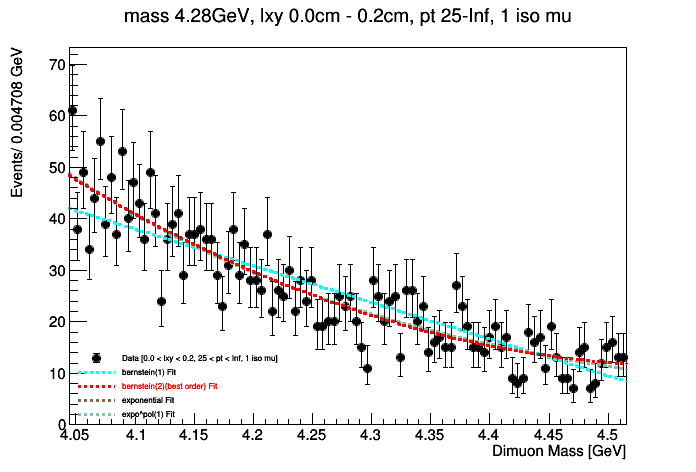 mass 4.28GeV, lxy 0.0cm - 0.2cm, pt 25-Inf, 1 iso mu
Events/ 0.004708 GeV
70
60
50
40
30
20
10
0
Data [0.0 < lxy < 0.2, 25 < pt < Inf, 1 iso mu]
bernstein(1) Fit
bernstein(2)(best order) Fit
exponential Fit
expo*pol(1) Fit
4.05 4.1 4.15 4.2 4.25 4.3 4.35 4.4 4.45 4.5
Dimuon Mass [GeV]